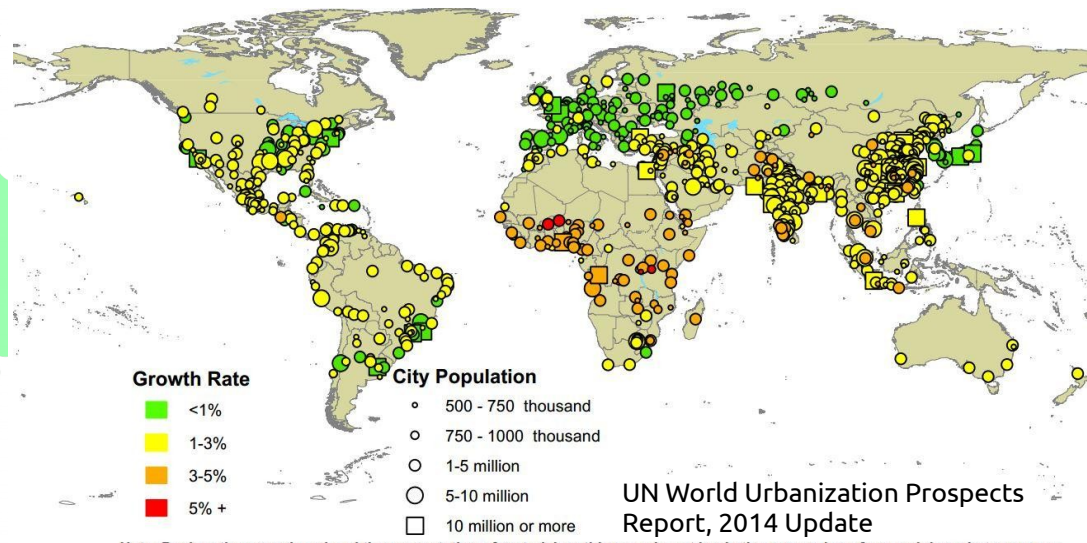 Growth Rate
<1%
1-3%
3-5%
5% +
City Population
500 - 750 thousand
750 - 1000 thousand
1-5 million
5-10 million
10 million or more
UN World Urbanization Prospects
Report, 2014 Update